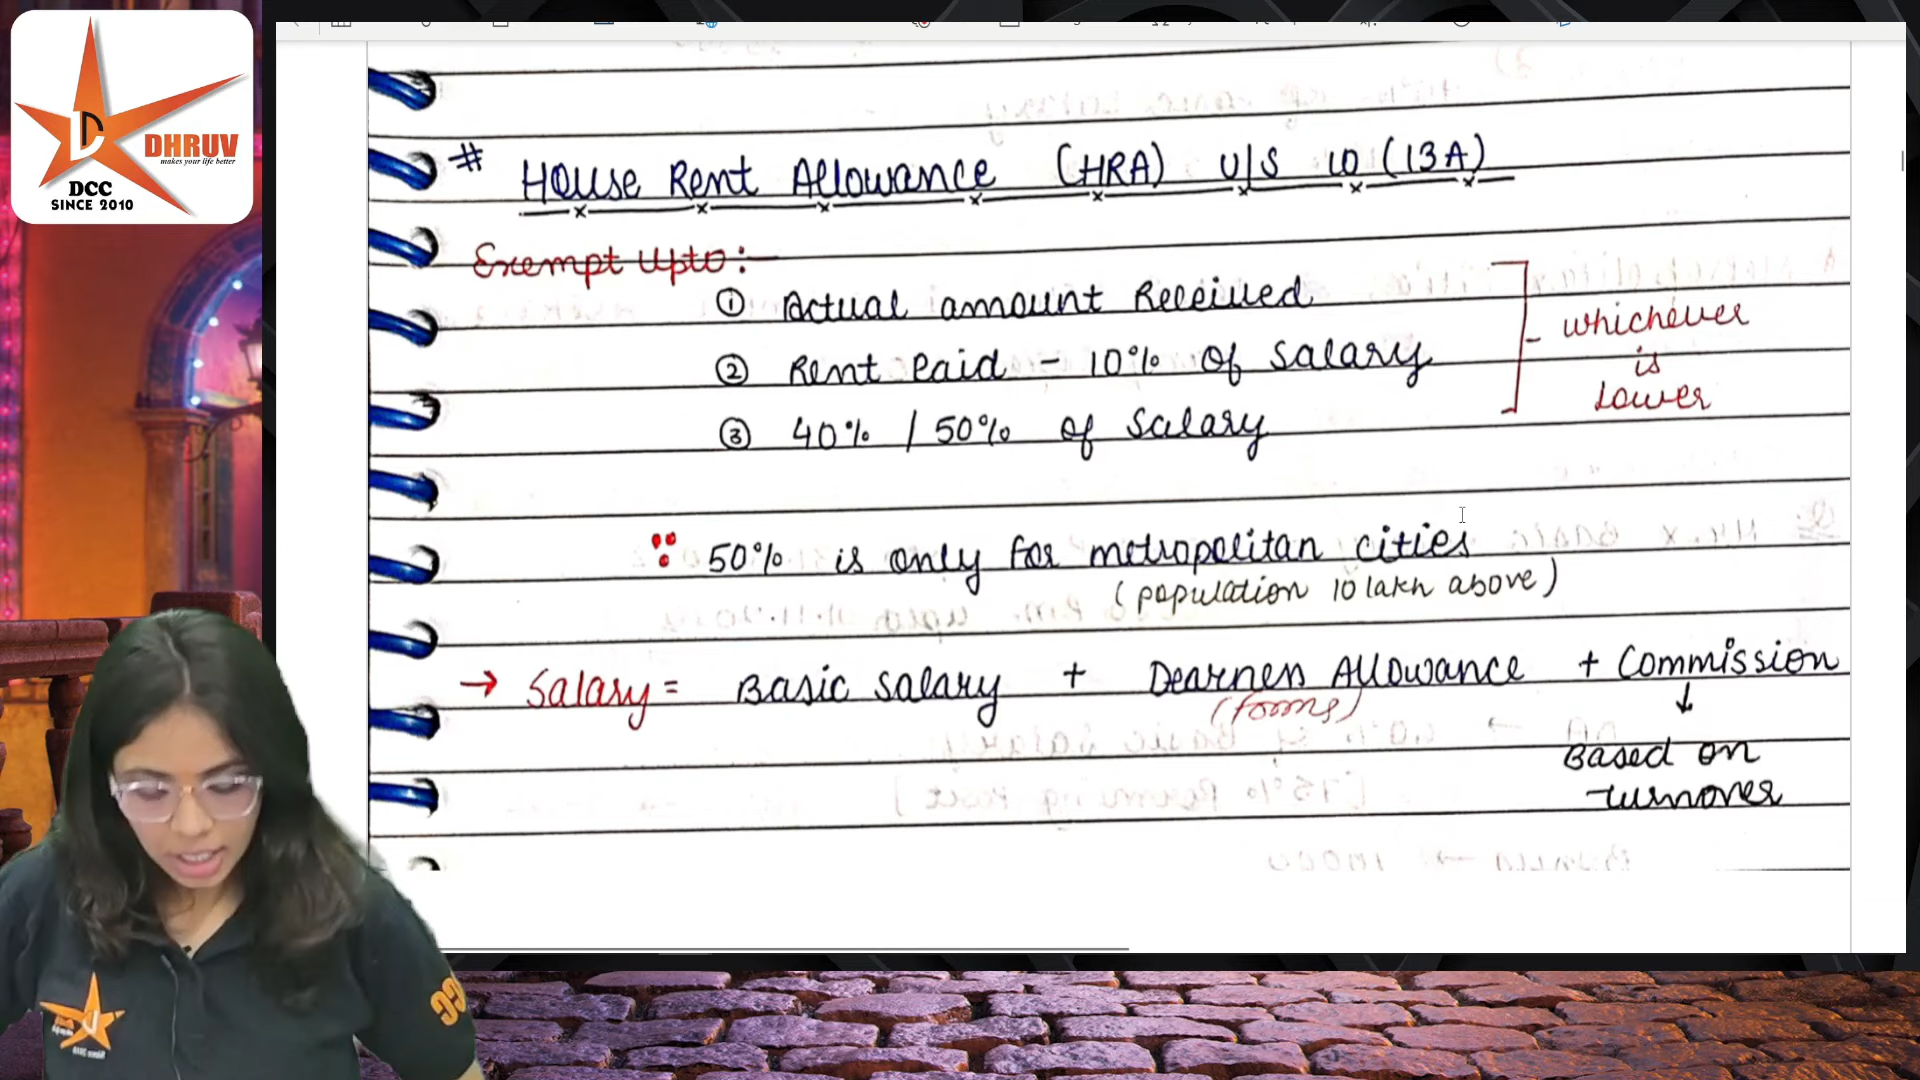 DC
DHRUV
makes your life better
DCC
SINCE 2010
# House Rent Allowance (HRA) U/S 10 (13A)
Exempt Upto :-
① Actual amount Received
② Rent Paid - 10% Of Salary
③ 40% / 50% of Salary
whichever
is
Lower
50% is only for metropolitan cities
(population 10 lakh above)
→ Salary = Basic Salary + Dearness Allowance + Commission
(forms)
↓
Based on
turnover
DCC